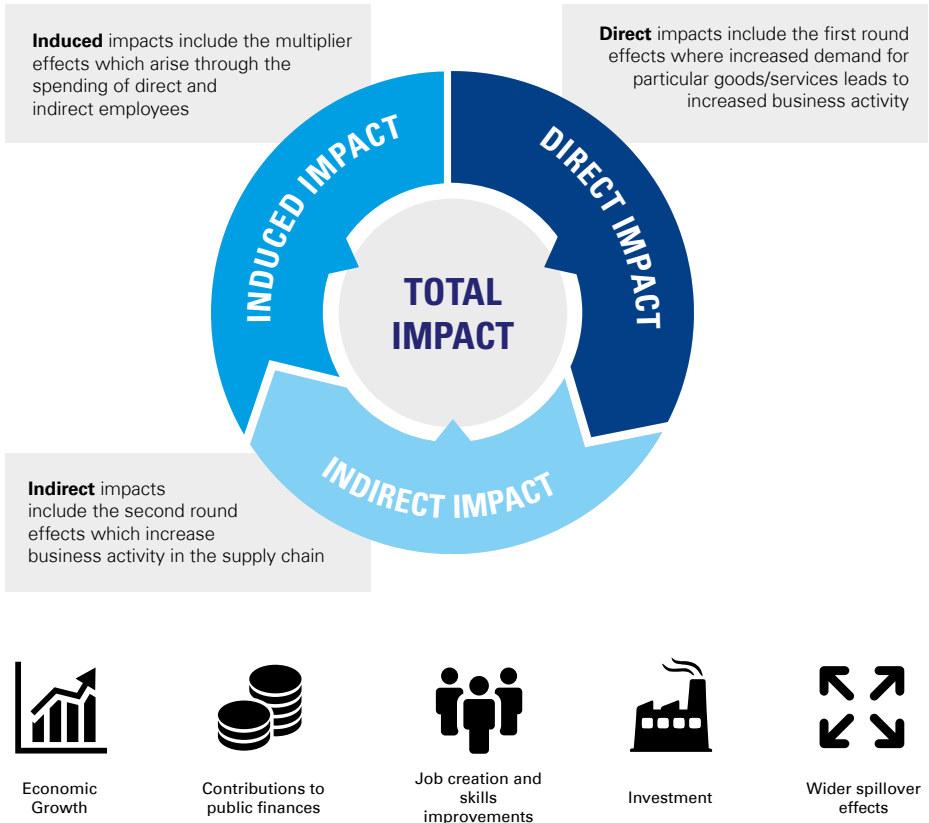 Induced impacts include the multiplier
effects which arise through the
spending of direct and
indirect employees
Direct impacts include the first round
effects where increased demand for
particular goods/services leads to
increased business activity
INDUCED IMPACT
DIRECT IMPACT
TOTAL
IMPACT
INDIRECT IMPACT
Indirect impacts
include the second round
effects which increase
business activity in the supply chain
Economic
Growth
Contributions to
public finances
Job creation and
skills
improvements
Investment
Wider spillover
effects